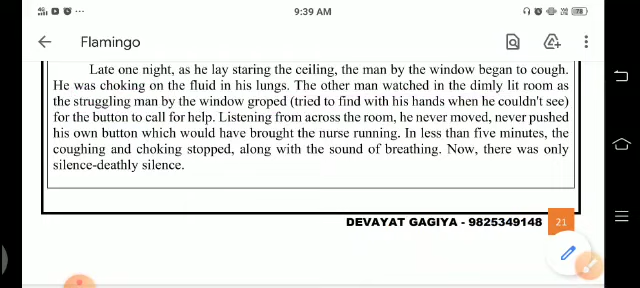 9:39 AM
Flamingo
Late one night, as he lay staring the ceiling, the man by the window began to cough.
He was choking on the fluid in his lungs. The other man watched in the dimly lit room as
the struggling man by the window groped (tried to find with his hands when he couldn't see)
for the button to call for help. Listening from across the room, he never moved, never pushed
his own button which would have brought the nurse running. In less than five minutes, the
coughing and choking stopped, along with the sound of breathing. Now, there was only
silence-deathly silence.
DEVAYAT GAGIYA - 9825349148 21